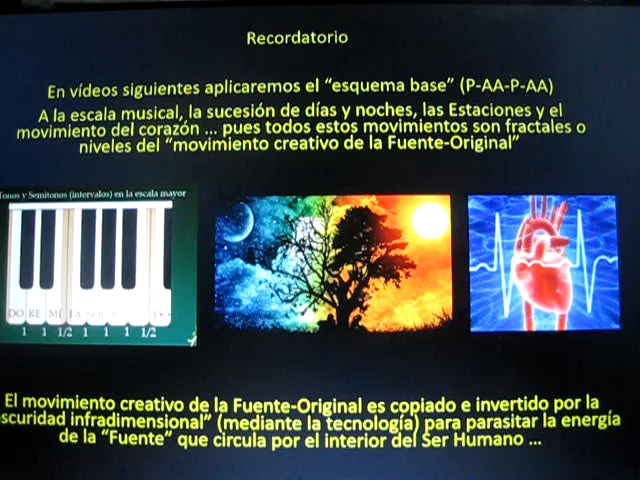 Recordatorio
En vídeos siguientes aplicaremos el "esquema base" (P-AA-P-AA)
A la escala musical, la sucesión de días y noches, las Estaciones y el
movimiento del corazón ... pues todos estos movimientos son fractales o
niveles del "movimiento creativo de la Fuente-Original"
Tonos y Semitonos (intervalos) en la escala mayor
DO RE MI FA
1 1 1/2 1 1 1 1/2
El movimiento creativo de la Fuente-Original es copiado e invertido por la
oscuridad infradimensional" (mediante la tecnología) para parasitar la energía
de la "Fuente" que circula por el interior del Ser Humano ...